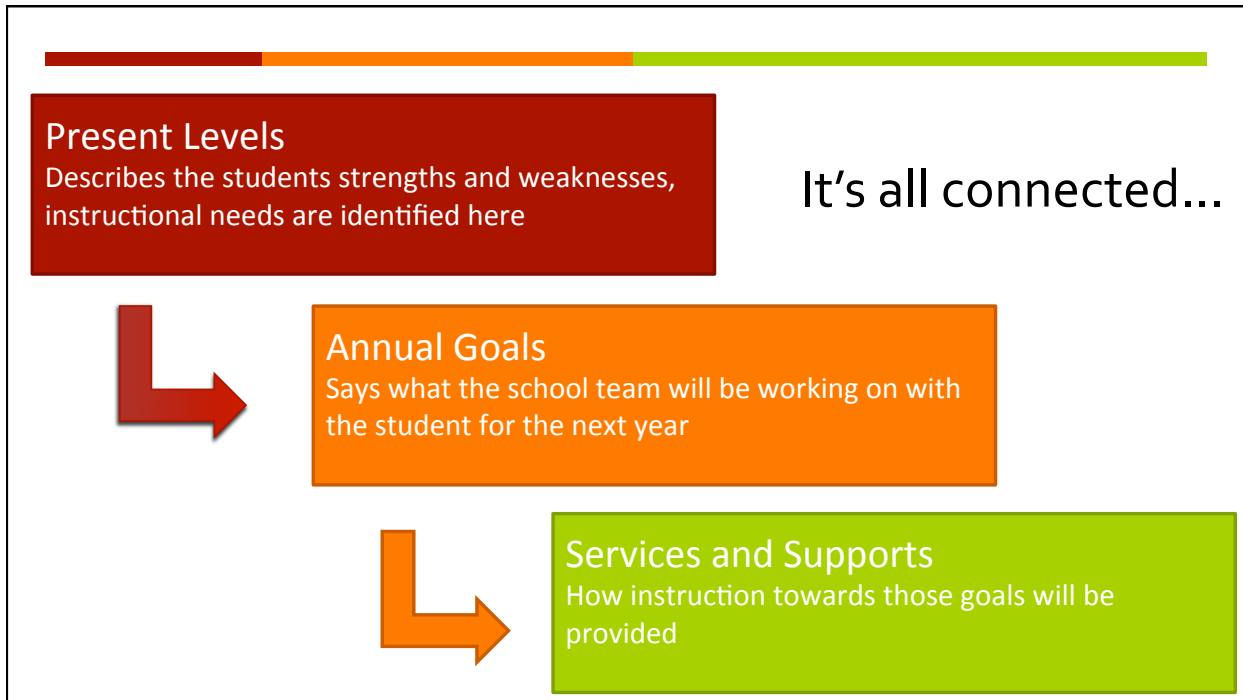 Present Levels
Describes the students strengths and weaknesses,
instructional needs are identified here
It's all connected...
Annual Goals
Says what the school team will be working on with
the student for the next year
Services and Supports
How instruction towards those goals will be
provided